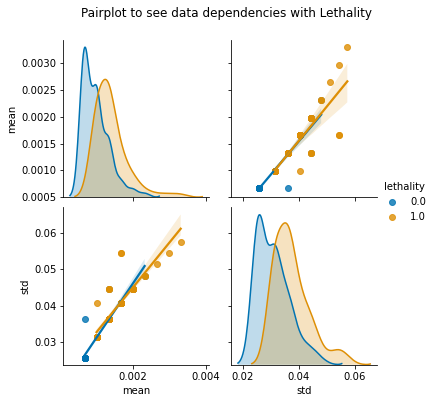 Pairplot to see data dependencies with Lethality
0.0030
0.0025
0.0020
0.0015
0.0010
0.0005
mean
lethality
0.0
1.0
0.06
0.05
0.04
0.03
std
0.002
0.004
mean
0.02
0.04
0.06
std